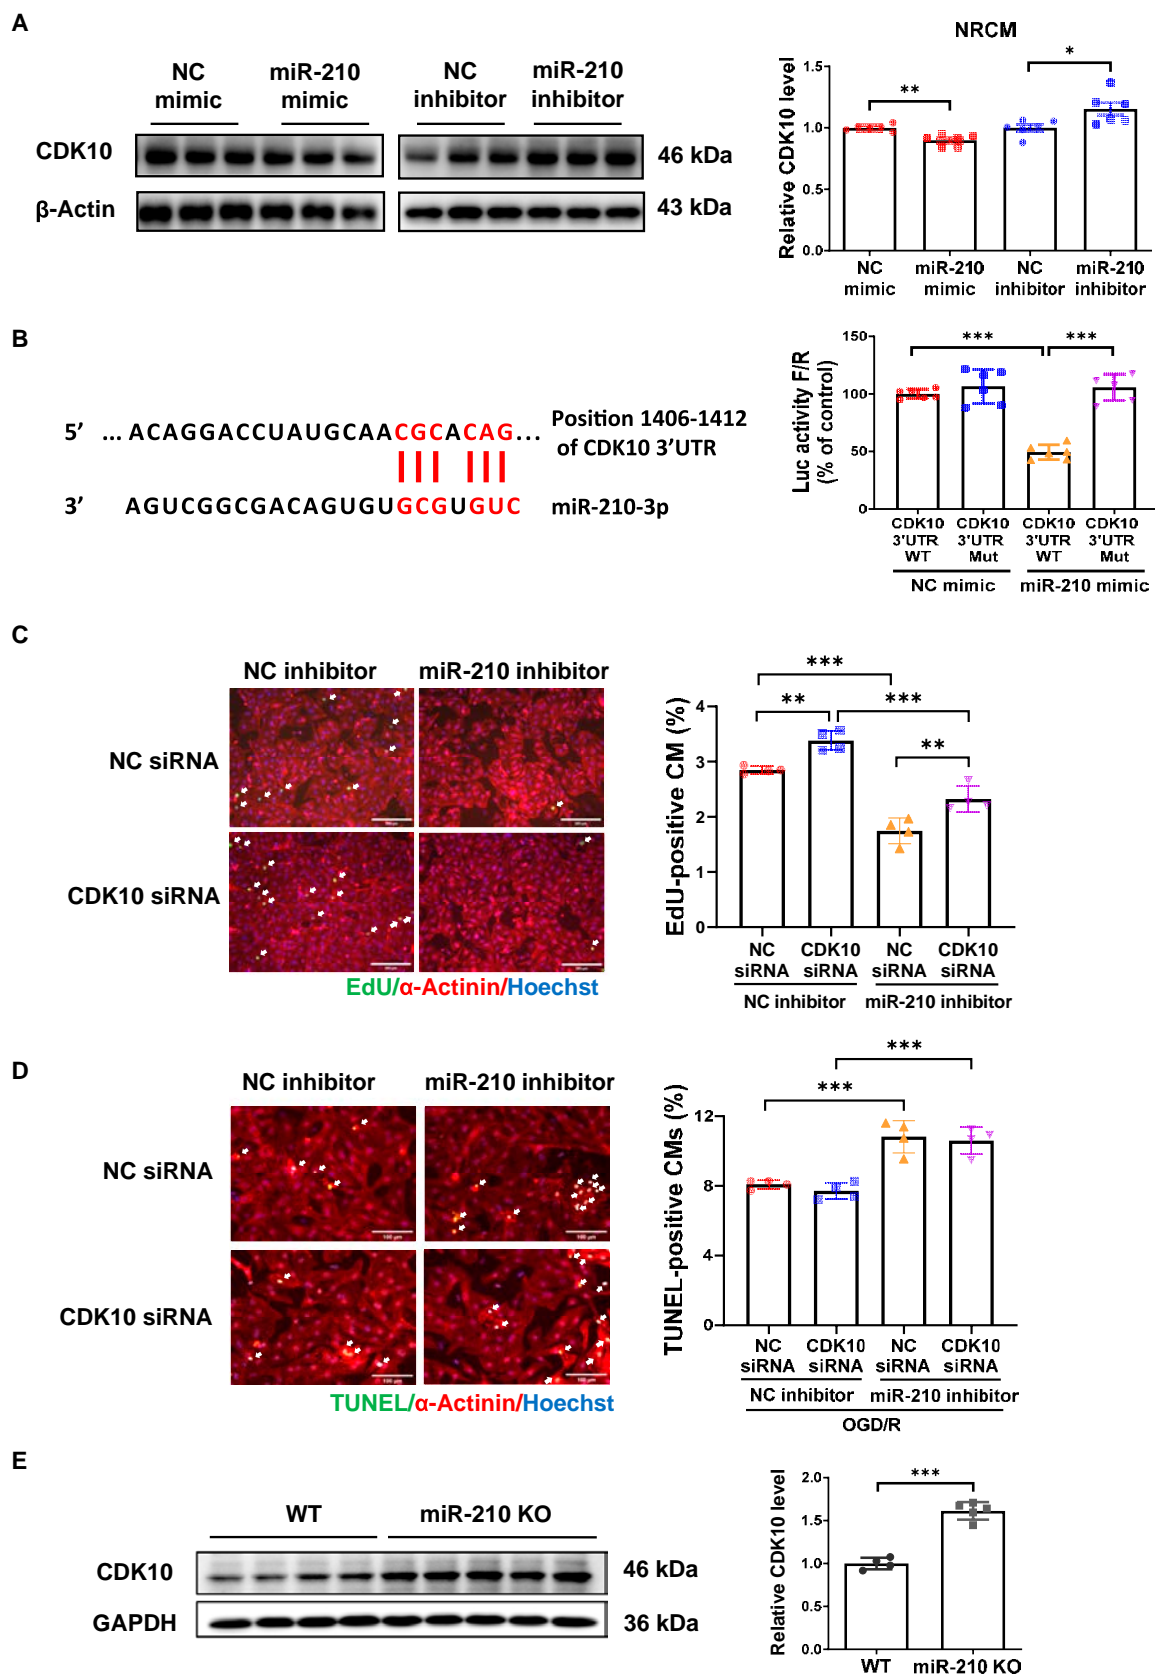 A
NC mimic
miR-210 mimic
NC inhibitor
miR-210 inhibitor
CDK10
46 kDa
β-Actin
43 kDa
NRCM
Relative CDK10 level
1.5
1.0
0.5
0.0
**
*
NC mimic
miR-210 mimic
NC inhibitor
miR-210 inhibitor
B
5’ ... ACAGGACCUAUGCAACGCACAG...
Position 1406-1412 of CDK10 3’UTR
3’ AGUCGGCGACAGUGUGCGUGUC
miR-210-3p
Luc activity F/R (% of control)
150
100
50
0
***
***
CDK10 3'UTR WT
CDK10 3'UTR Mut
CDK10 3'UTR WT
CDK10 3'UTR Mut
NC mimic
miR-210 mimic
C
NC inhibitor
miR-210 inhibitor
NC siRNA
CDK10 siRNA
EdU/α-Actinin/Hoechst
EdU-positive CM (%)
4
3
2
1
0
***
**
***
**
NC siRNA
CDK10 siRNA
NC siRNA
CDK10 siRNA
NC inhibitor
miR-210 inhibitor
D
NC inhibitor
miR-210 inhibitor
NC siRNA
CDK10 siRNA
100 μm
100 μm
100 μm
100 μm
TUNEL/α-Actinin/Hoechst
TUNEL-positive CMs (%)
12
8
4
0
***
***
NC siRNA
CDK10 siRNA
NC siRNA
CDK10 siRNA
NC inhibitor
miR-210 inhibitor
OGD/R
E
WT
miR-210 KO
CDK10
46 kDa
GAPDH
36 kDa
Relative CDK10 level
2.0
1.5
1.0
0.5
0.0
***
WT
miR-210 KO